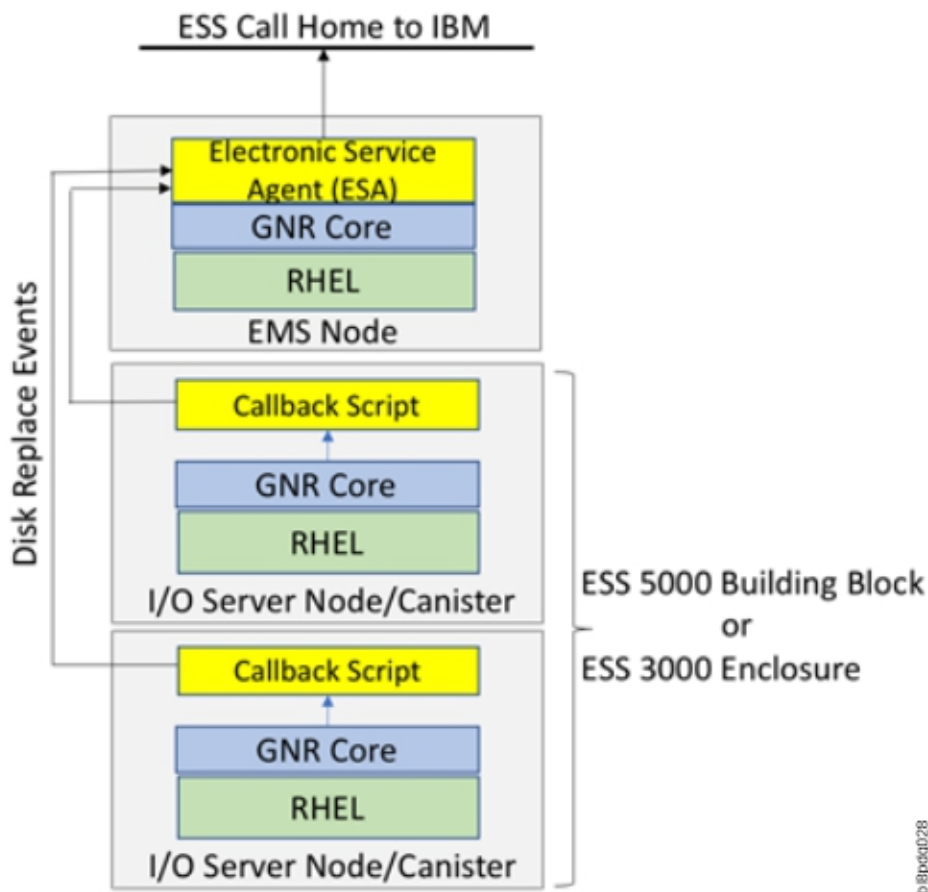 ESS Call Home to IBM
Electronic Service
Agent (ESA)
GNR Core
RHEL
EMS Node
Disk Replace Events
Callback Script
GNR Core
RHEL
I/O Server Node/Canister
ESS 5000 Building Block
or
ESS 3000 Enclosure
Callback Script
GNR Core
RHEL
I/O Server Node/Canister